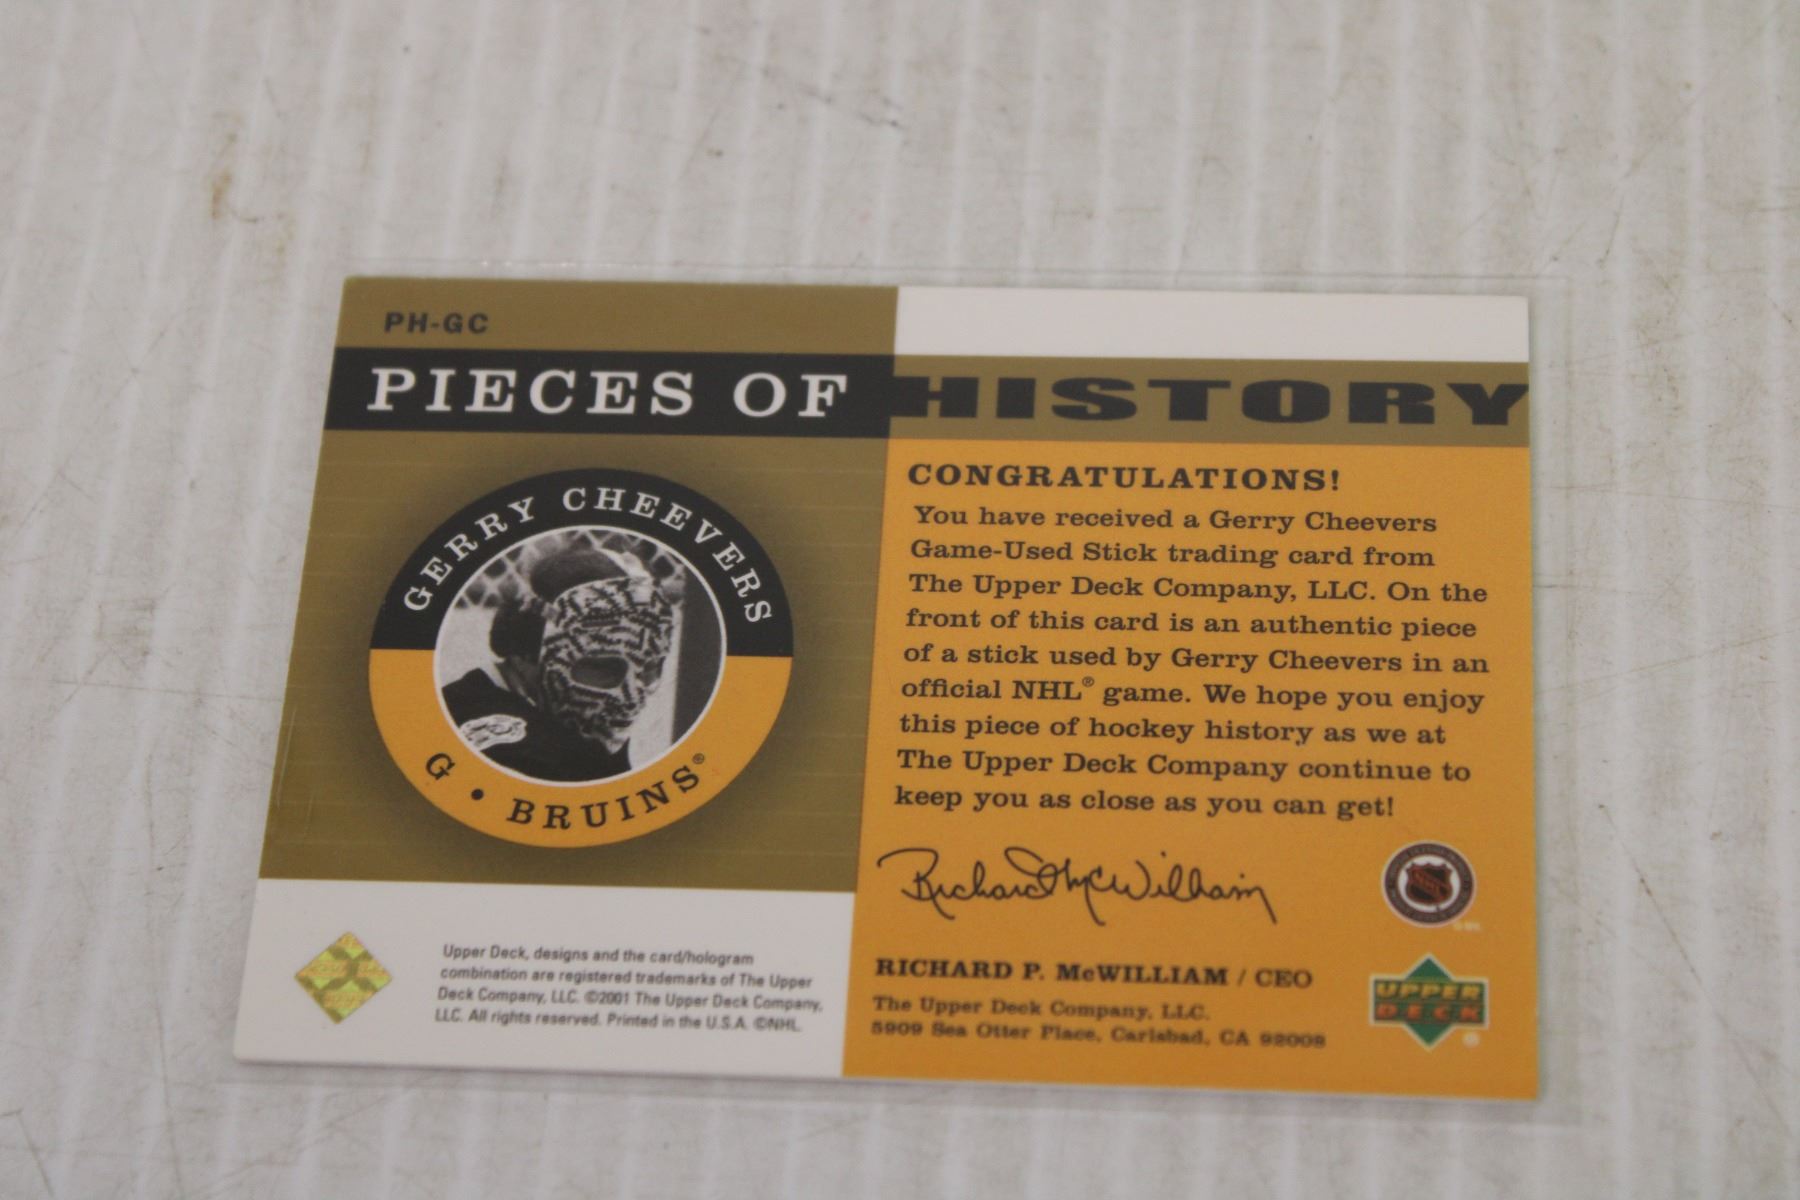 PH-GC
PIECES OF HISTORY
GERRY CHEEVERS
G • BRUINS®
CONGRATULATIONS!
You have received a Gerry Cheevers
Game-Used Stick trading card from
The Upper Deck Company, LLC. On the
front of this card is an authentic piece
of a stick used by Gerry Cheevers in an
official NHL® game. We hope you enjoy
this piece of hockey history as we at
The Upper Deck Company continue to
keep you as close as you can get!
Richard McWilliam
RICHARD P. McWILLIAM / CEO
The Upper Deck Company, LLC.
5909 Sea Otter Place, Carlsbad, CA 92008
NHL
UPPER
DECK
Upper Deck, designs and the card/hologram
combination are registered trademarks of The Upper
Deck Company, LLC. ©2001 The Upper Deck Company,
LLC. All rights reserved. Printed in the U.S.A. ©NHL.